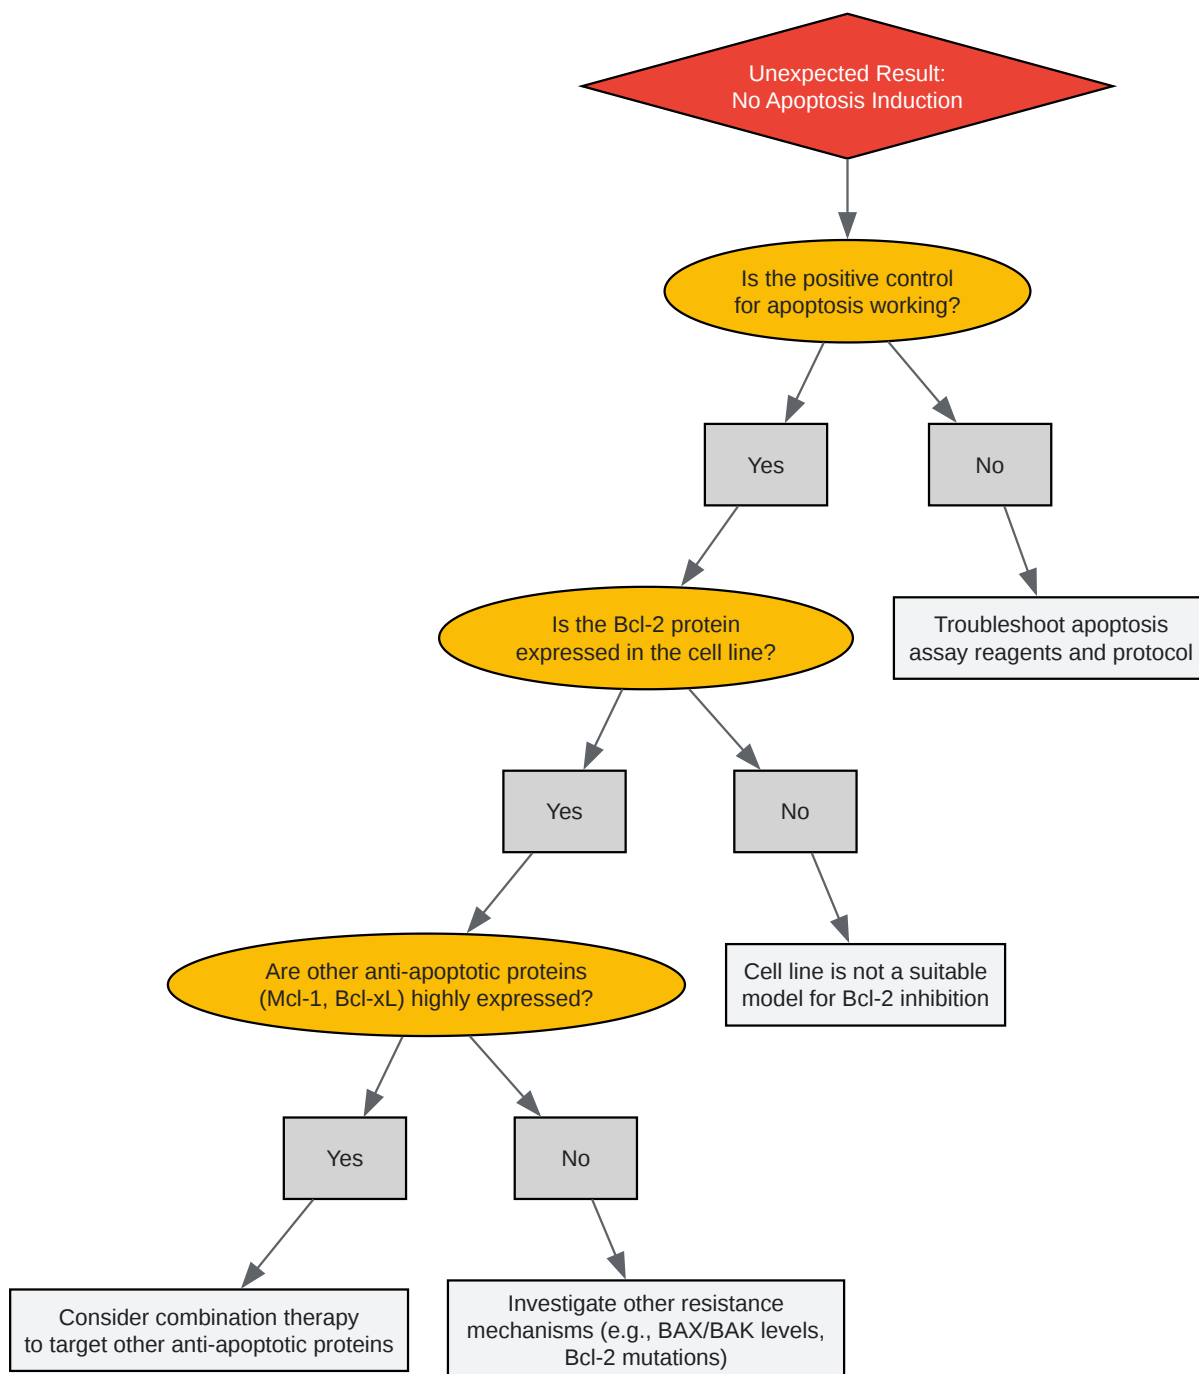 Unexpected Result:
No Apoptosis Induction
Is the positive control
for apoptosis working?
Yes
No
Is the Bcl-2 protein
expressed in the cell line?
Troubleshoot apoptosis
assay reagents and protocol
Yes
No
Are other anti-apoptotic proteins
(Mcl-1, Bcl-xL) highly expressed?
Cell line is not a suitable
model for Bcl-2 inhibition
Yes
No
Consider combination therapy
to target other anti-apoptotic proteins
Investigate other resistance
mechanisms (e.g., BAX/BAK levels,
Bcl-2 mutations)